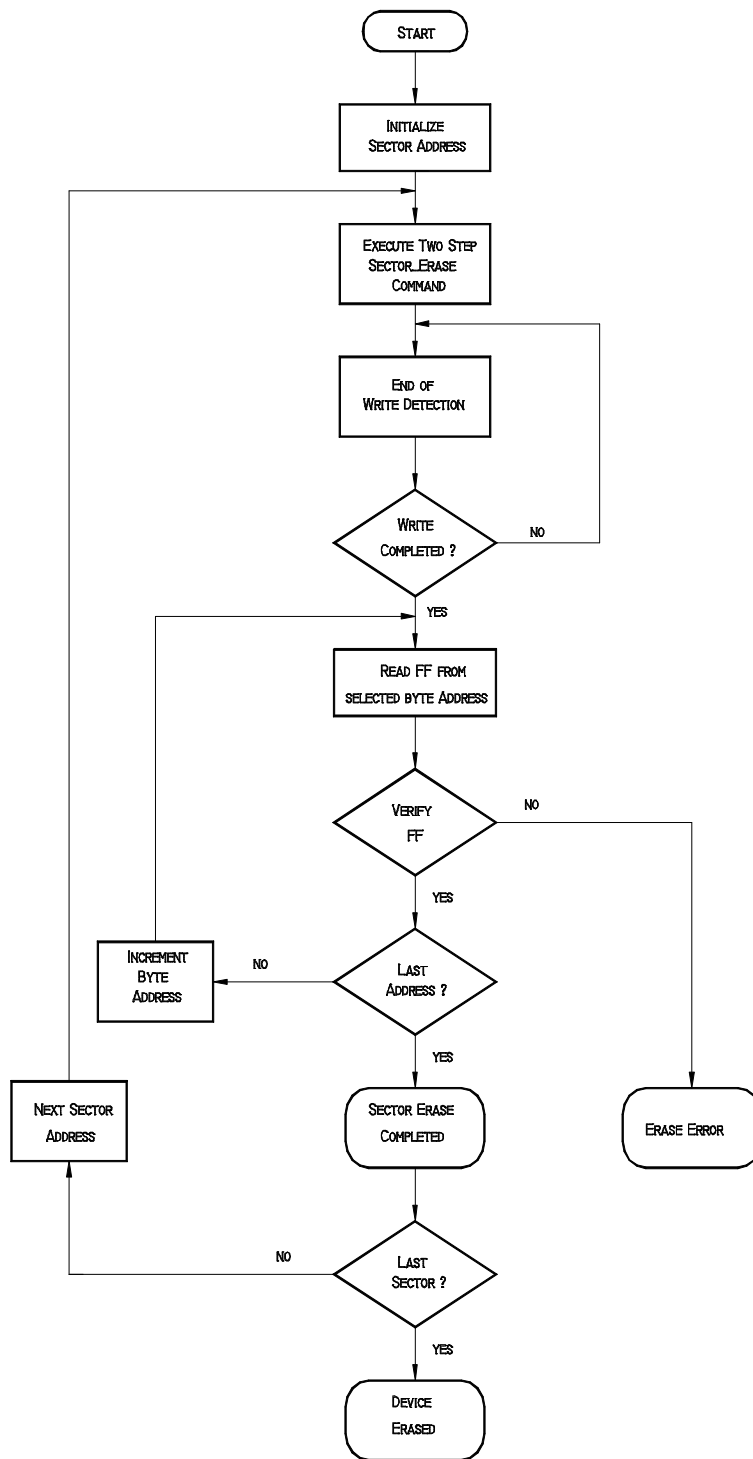 START
INITIALIZE
SECTOR ADDRESS
EXECUTE TWO STEP
SECTOR_ERASE
COMMAND
END OF
WRITE DETECTION
WRITE
COMPLETED ?
NO
YES
READ FF FROM
SELECTED BYTE ADDRESS
VERIFY
FF
NO
YES
INCREMENT
BYTE
ADDRESS
NO
LAST
ADDRESS ?
YES
NEXT SECTOR
ADDRESS
SECTOR ERASE
COMPLETED
ERASE ERROR
NO
LAST
SECTOR ?
YES
DEVICE
ERASED